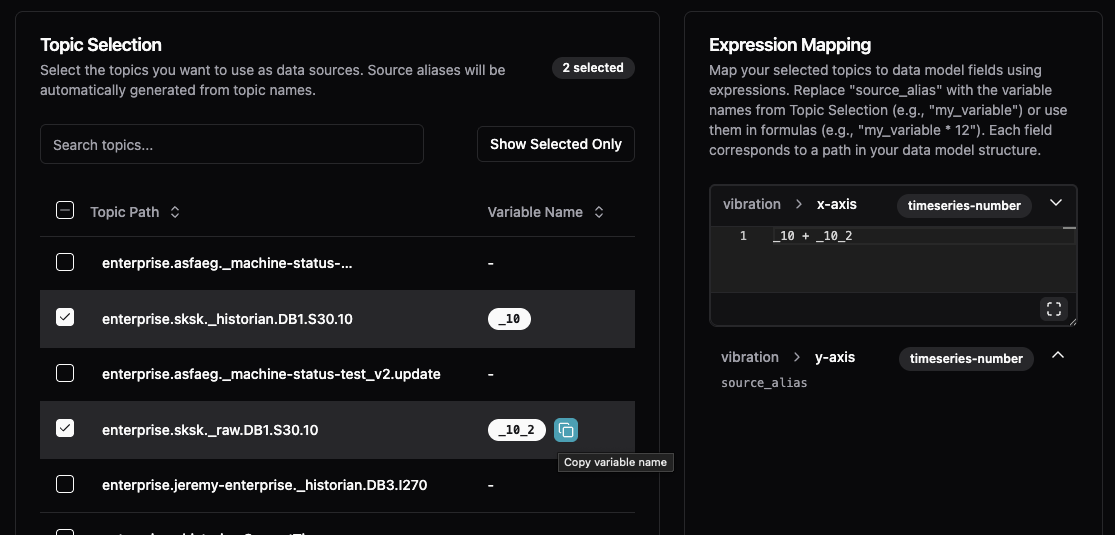 Topic Selection
Select the topics you want to use as data sources. Source aliases will be
automatically generated from topic names.
2 selected
Search topics...
Show Selected Only
Topic Path
Variable Name
enterprise.asfaeg._machine-status-...
-
enterprise.sksk._historian.DB1.S30.10
_10
enterprise.asfaeg._machine-status-test_v2.update
-
enterprise.sksk._raw.DB1.S30.10
_10_2
Copy variable name
enterprise.jeremy-enterprise._historian.DB3.I270
-
Expression Mapping
Map your selected topics to data model fields using
expressions. Replace "source_alias" with the variable
names from Topic Selection (e.g., "my_variable") or use
them in formulas (e.g., "my_variable * 12"). Each field
corresponds to a path in your data model structure.
vibration > x-axis
timeseries-number
1 _10 + _10_2
vibration > y-axis
timeseries-number
source_alias